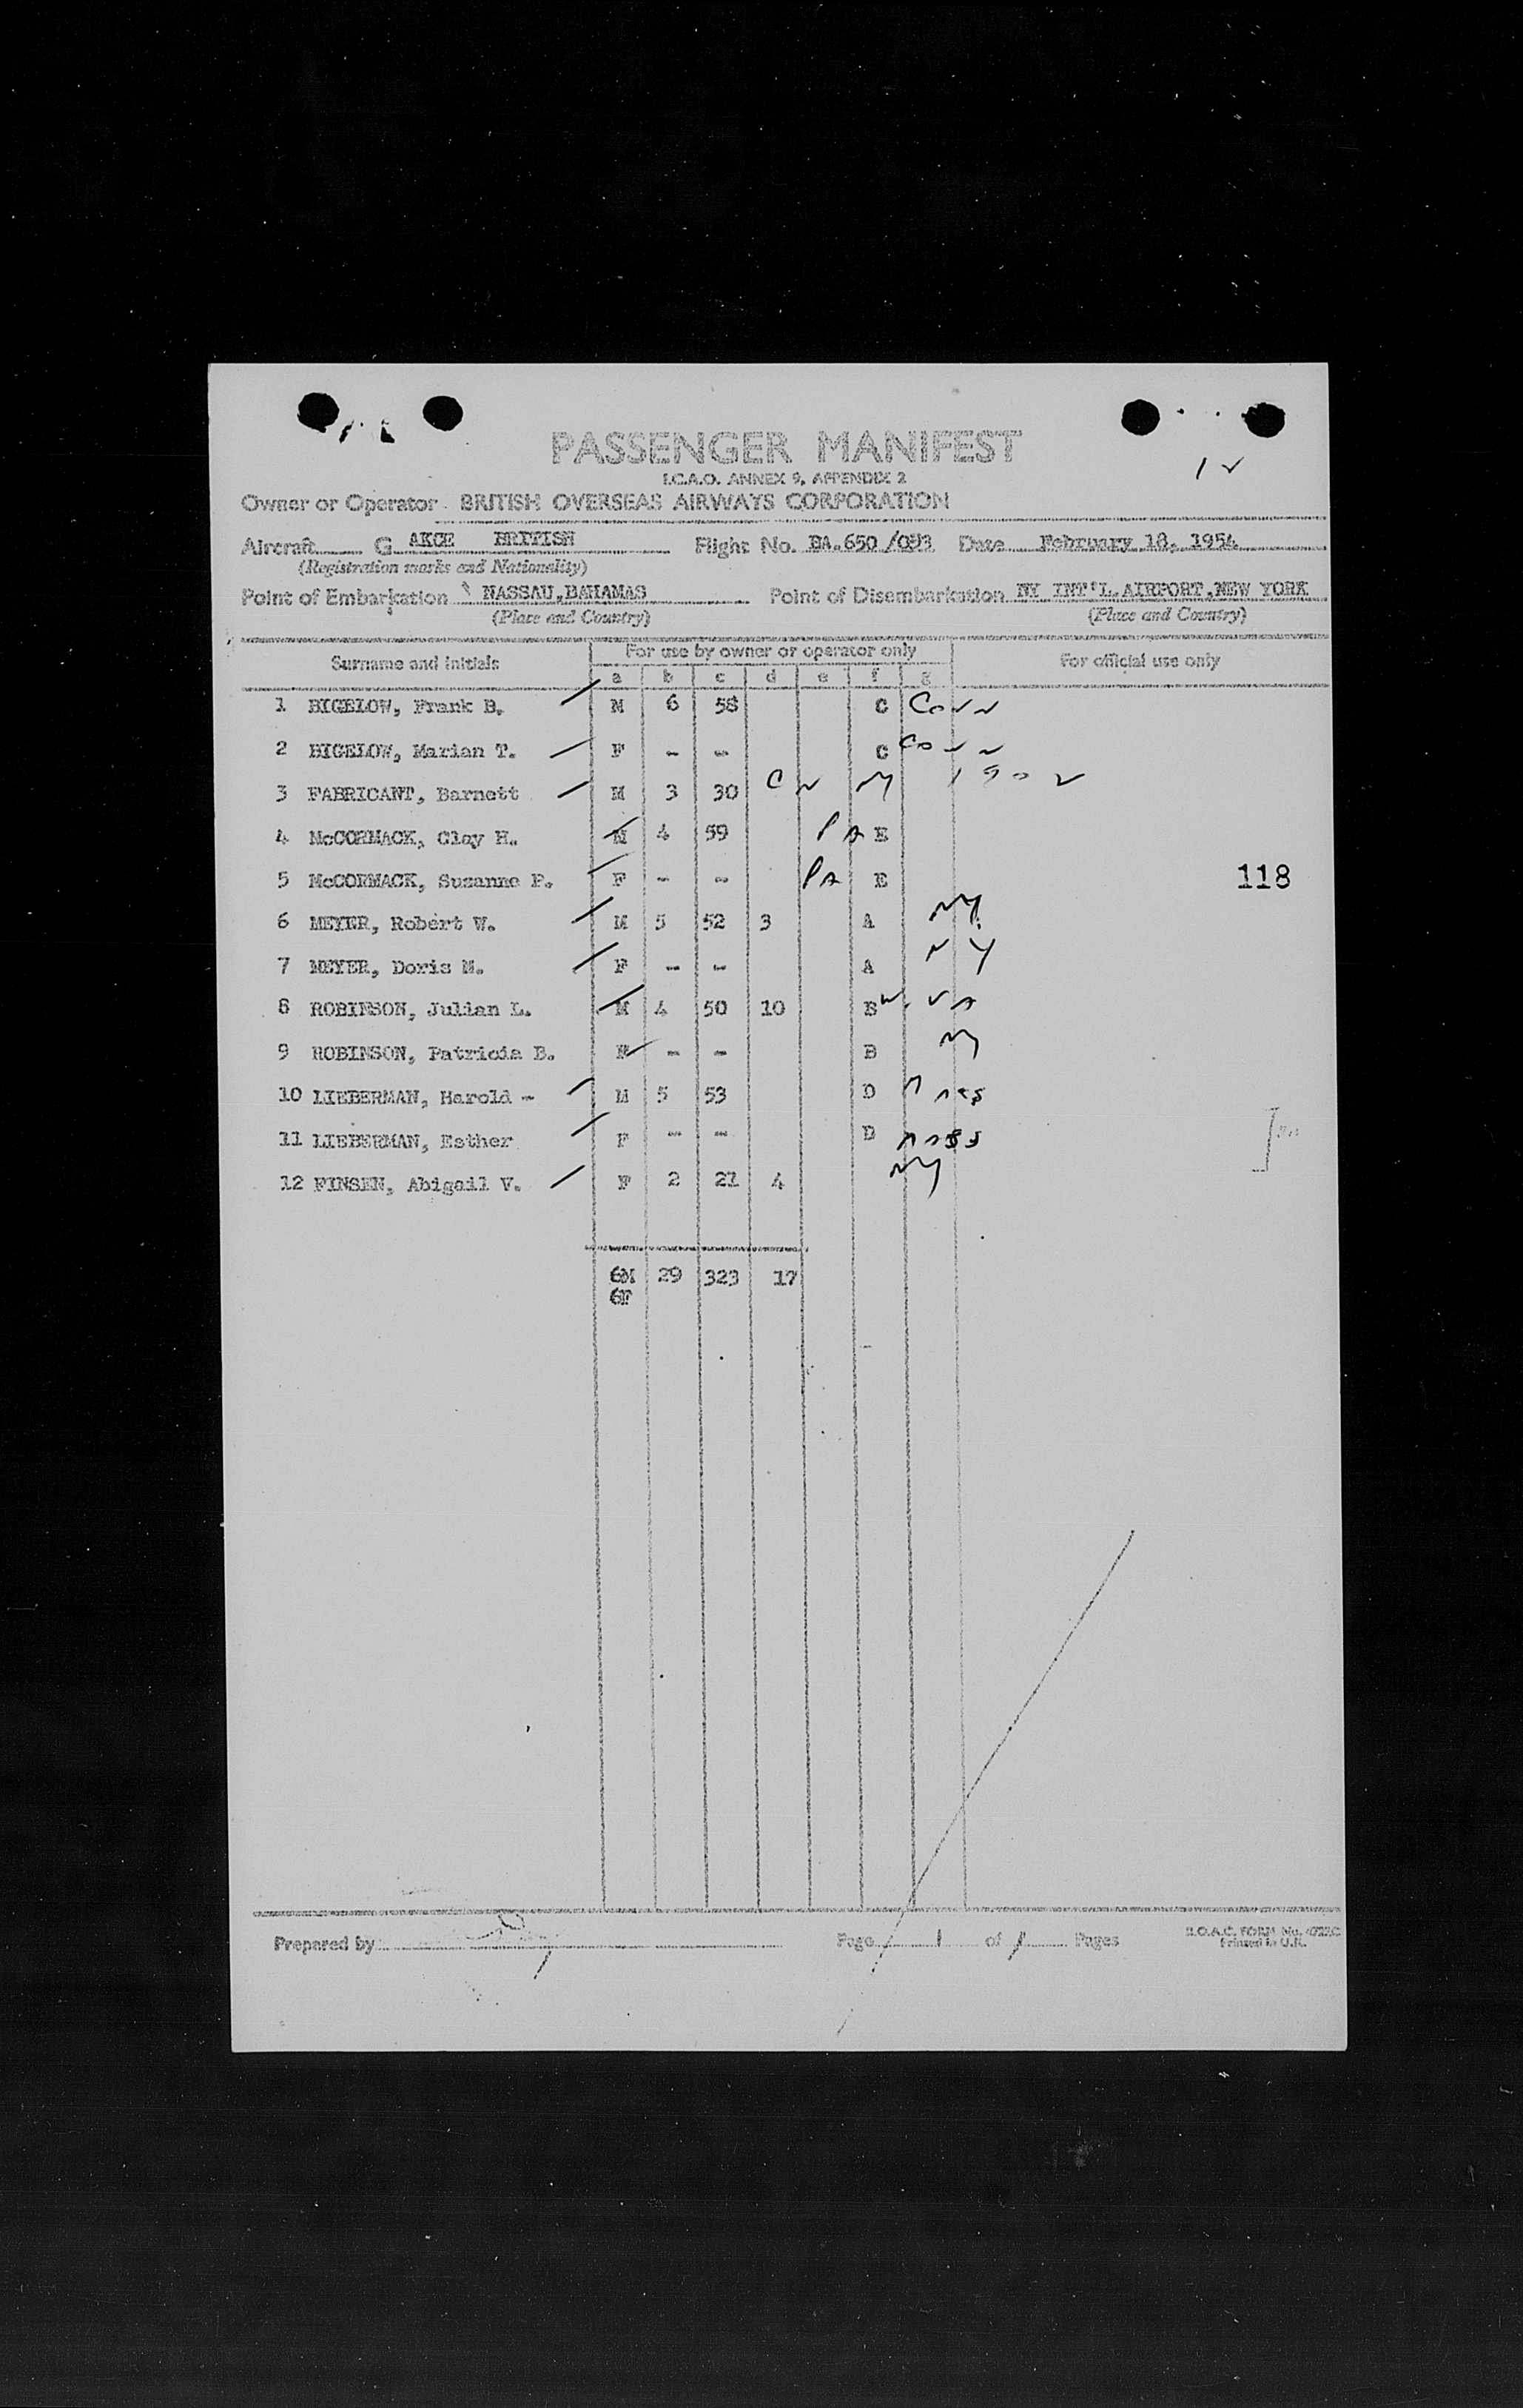 PASSENGER MANIFEST
12
I.C.A.O. ANNEX 9, APPENDIX 2
Owner or Operator BRITISH OVERSEAS AIRWAYS CORPORATION
Aircraft G AKCE BRITISH Flight No. BA.650/083 Date February 18, 1954
(Registration marks and Nationality)
Point of Embarkation NASSAU,BAHAMAS Point of Disembarkation NY INT'L.AIRPORT,NEW YORK
(Place and Country) (Place and Country)
Surname and initials For use by owner or operator only For official use only
a b c d e f g
1 BIGELOW, Frank B. M 6 58 C Conn
2 BIGELOW, Marian T. F - - C Conn
3 FABRICANT, Barnett M 3 30 1902
4 McCORMACK, Clay H. M 4 59 PA E
5 McCORMACK, Suzanne P. F - - PA E
118
6 MEYER, Robert W. M 5 52 3 A NY
7 MEYER, Doris M. F - - A NY
8 ROBINSON, Julian L. M 4 50 10 B W. VA
9 ROBINSON, Patricia B. F - - B NY
10 LIEBERMAN, Harold - M 5 53 D Mass
11 LIEBERMAN, Esther F - - D Mass
12 FINSEN, Abigail V. F 2 21 4 NY
6M 29 323 17
6F
Prepared by Page 1 of 1 Pages
B.O.A.C. FORM No.
Printed in U.K.